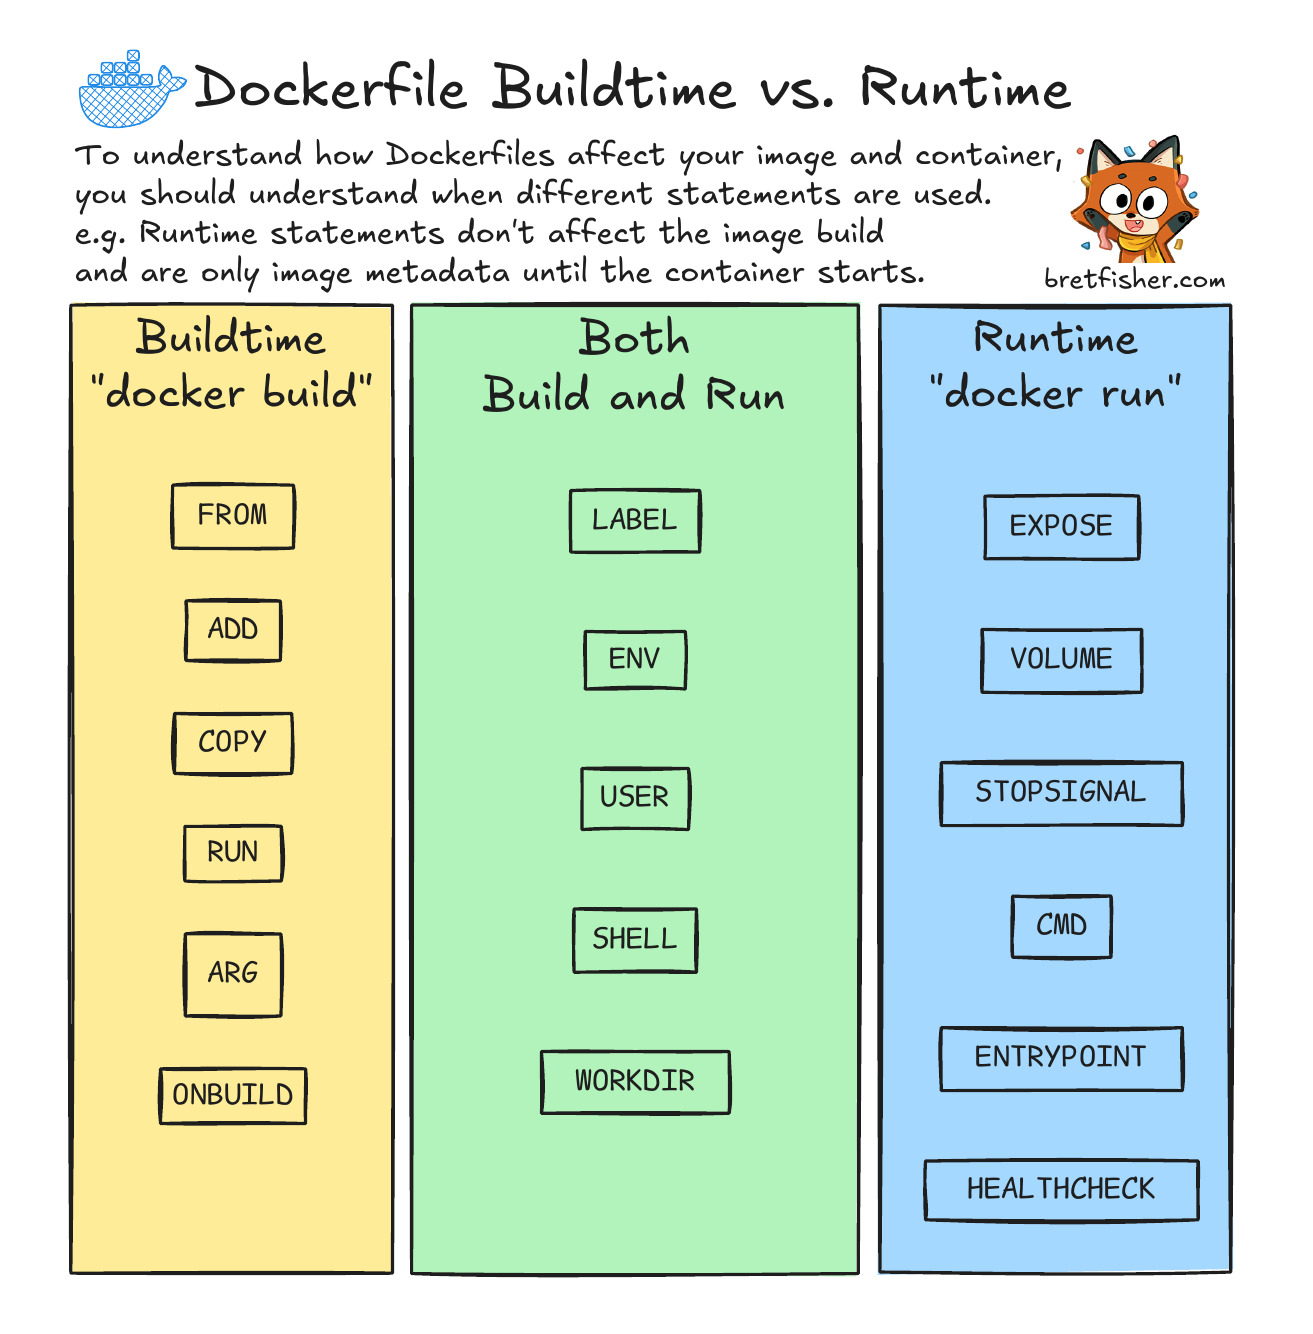 Dockerfile Buildtime vs. Runtime
To understand how Dockerfiles affect your image and container,
you should understand when different statements are used.
e.g. Runtime statements don't affect the image build
and are only image metadata until the container starts.
bretfisher.com
Buildtime
"docker build"
FROM
ADD
COPY
RUN
ARG
ONBUILD
Both
Build and Run
LABEL
ENV
USER
SHELL
WORKDIR
Runtime
"docker run"
EXPOSE
VOLUME
STOPSIGNAL
CMD
ENTRYPOINT
HEALTHCHECK